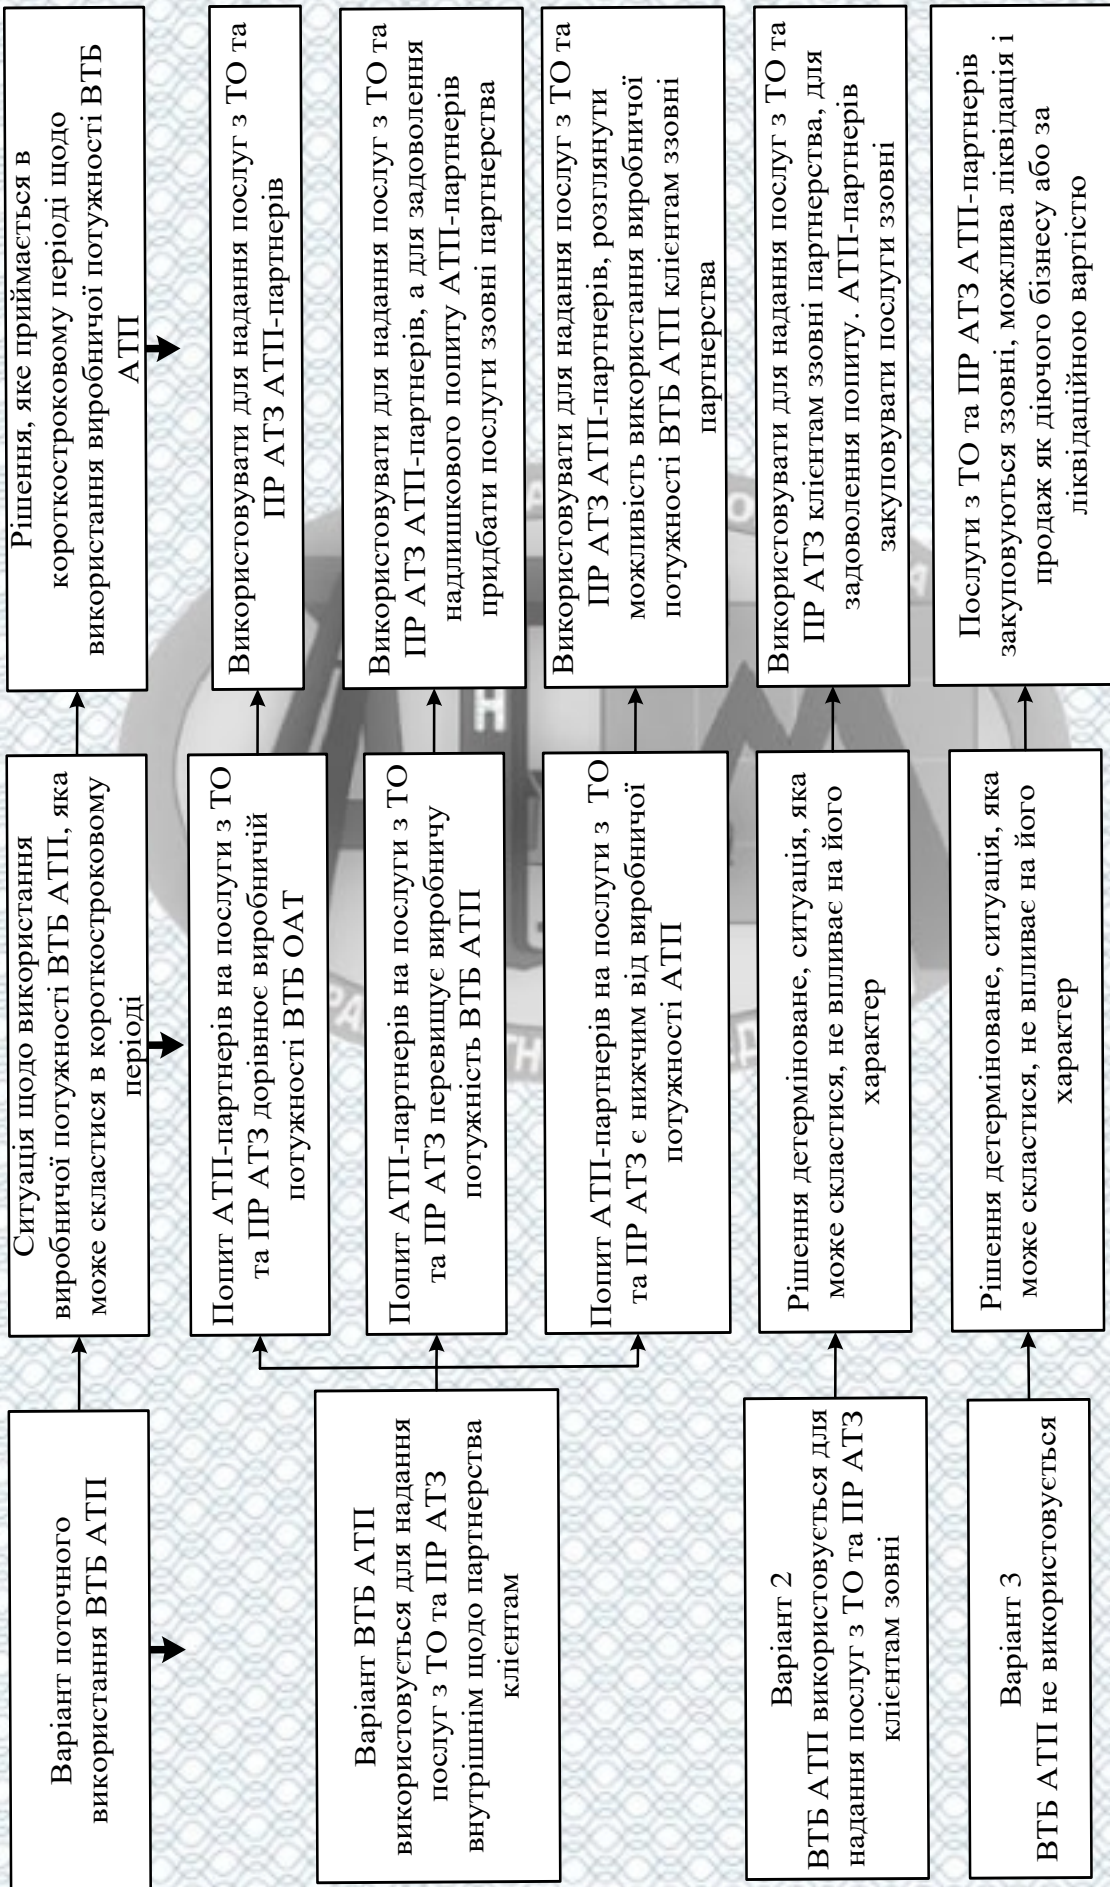 Варіант поточного
використання ВТБ АТП
Ситуація щодо використання
виробничої потужності ВТБ АТП, яка
може скластися в короткостроковому
періоді
Рішення, яке приймається в
короткостроковому періоді щодо
використання виробничої потужності ВТБ
АТП
Варіант ВТБ АТП
використовується для надання
послуг з ТО та ПР АТЗ
внутрішнім щодо партнерства
клієнтам
Попит АТП-партнерів на послуги з ТО
та ПР АТЗ дорівнює виробничій
потужності ВТБ ОАТ
Використовувати для надання послуг з ТО та
ПР АТЗ АТП-партнерів
Попит АТП-партнерів на послуги з ТО
та ПР АТЗ перевищує виробничу
потужність ВТБ АТП
Використовувати для надання послуг з ТО та
ПР АТЗ АТП-партнерів, а для задоволення
надлишкового попиту АТП-партнерів
придбати послуги ззовні партнерства
Попит АТП-партнерів на послуги з ТО
та ПР АТЗ є нижчим від виробничої
потужності АТП
Використовувати для надання послуг з ТО та
ПР АТЗ АТП-партнерів, розглянути
можливість використання виробничої
потужності ВТБ АТП клієнтам ззовні
партнерства
Варіант 2
ВТБ АТП використовується для
надання послуг з ТО та ПР АТЗ
клієнтам зовні
Рішення детерміноване, ситуація, яка
може скластися, не впливає на його
характер
Використовувати для надання послуг з ТО та
ПР АТЗ клієнтам ззовні партнерства, для
задоволення попиту. АТП-партнерів
закуповувати послуги ззовні
Варіант 3
ВТБ АТП не використовується
Рішення детерміноване, ситуація, яка
може скластися, не впливає на його
характер
Послуги з ТО та ПР АТЗ АТП-партнерів
закуповуються ззовні, можлива ліквідація і
продаж як діючого бізнесу або за
ліквідаційною вартістю